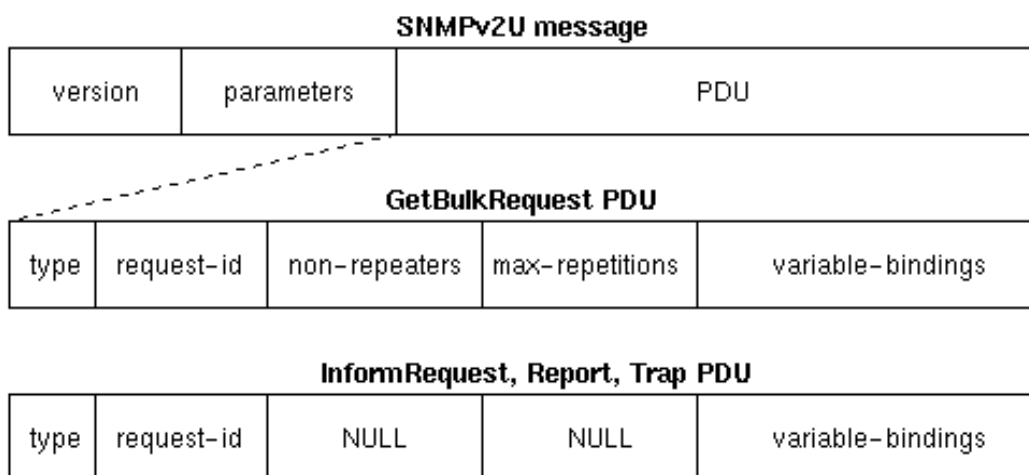 SNMPv2U message
version parameters PDU
GetBulkRequest PDU
type request-id non-repeaters max-repetitions variable-bindings
InformRequest, Report, Trap PDU
type request-id NULL NULL variable-bindings